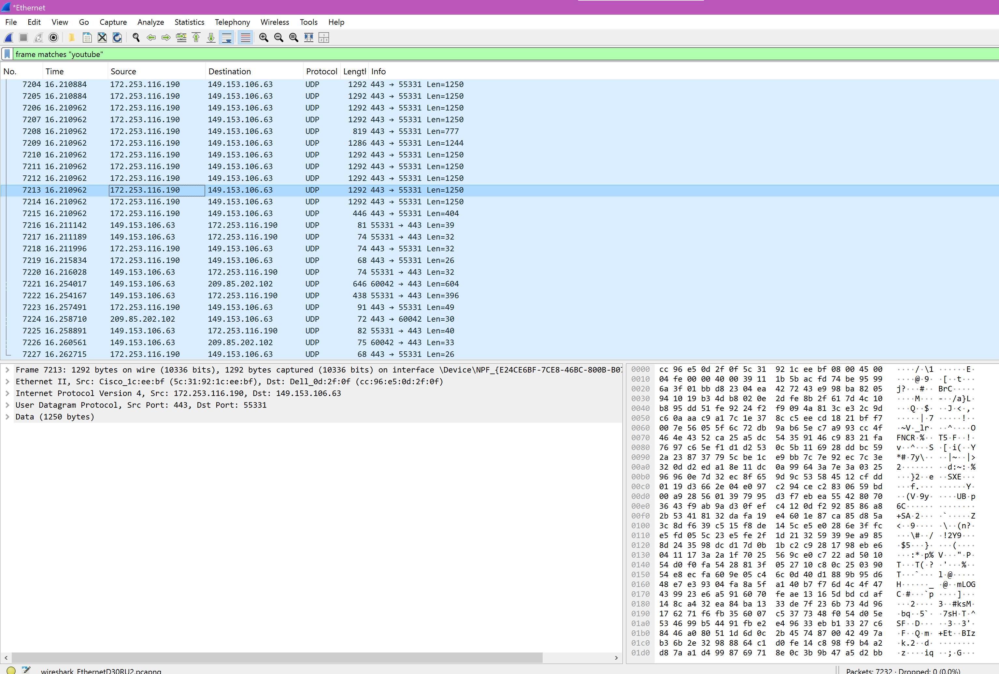 *Ethernet
File Edit View Go Capture Analyze Statistics Telephony Wireless Tools Help
frame matches "youtube"
No. Time Source Destination Protocol Length Info
7204 16.210884 172.253.116.190 149.153.106.63 UDP 1292 443 → 55331 Len=1250
7205 16.210884 172.253.116.190 149.153.106.63 UDP 1292 443 → 55331 Len=1250
7206 16.210962 172.253.116.190 149.153.106.63 UDP 1292 443 → 55331 Len=1250
7207 16.210962 172.253.116.190 149.153.106.63 UDP 1292 443 → 55331 Len=1250
7208 16.210962 172.253.116.190 149.153.106.63 UDP 819 443 → 55331 Len=777
7209 16.210962 172.253.116.190 149.153.106.63 UDP 1286 443 → 55331 Len=1244
7210 16.210962 172.253.116.190 149.153.106.63 UDP 1292 443 → 55331 Len=1250
7211 16.210962 172.253.116.190 149.153.106.63 UDP 1292 443 → 55331 Len=1250
7212 16.210962 172.253.116.190 149.153.106.63 UDP 1292 443 → 55331 Len=1250
7213 16.210962 172.253.116.190 149.153.106.63 UDP 1292 443 → 55331 Len=1250
7214 16.210962 172.253.116.190 149.153.106.63 UDP 1292 443 → 55331 Len=1250
7215 16.210962 172.253.116.190 149.153.106.63 UDP 446 443 → 55331 Len=404
7216 16.211142 149.153.106.63 172.253.116.190 UDP 81 55331 → 443 Len=39
7217 16.211189 149.153.106.63 172.253.116.190 UDP 74 55331 → 443 Len=32
7218 16.211996 172.253.116.190 149.153.106.63 UDP 74 443 → 55331 Len=32
7219 16.215834 172.253.116.190 149.153.106.63 UDP 68 443 → 55331 Len=26
7220 16.216028 149.153.106.63 172.253.116.190 UDP 74 55331 → 443 Len=32
7221 16.254017 149.153.106.63 209.85.202.102 UDP 646 60042 → 443 Len=604
7222 16.254167 149.153.106.63 172.253.116.190 UDP 438 55331 → 443 Len=396
7223 16.257491 172.253.116.190 149.153.106.63 UDP 91 443 → 55331 Len=49
7224 16.258710 209.85.202.102 149.153.106.63 UDP 72 443 → 60042 Len=30
7225 16.258891 149.153.106.63 172.253.116.190 UDP 82 55331 → 443 Len=40
7226 16.260561 149.153.106.63 209.85.202.102 UDP 75 60042 → 443 Len=33
7227 16.262715 172.253.116.190 149.153.106.63 UDP 68 443 → 55331 Len=26
Frame 7213: 1292 bytes on wire (10336 bits), 1292 bytes captured (10336 bits) on interface \Device\NPF_{E24CE6BF-7CE8-46BC-800B-B07
Ethernet II, Src: Cisco_1c:ee:bf (5c:31:92:1c:ee:bf), Dst: Dell_0d:2f:0f (cc:96:e5:0d:2f:0f)
Internet Protocol Version 4, Src: 172.253.116.190, Dst: 149.153.106.63
User Datagram Protocol, Src Port: 443, Dst Port: 55331
Data (1250 bytes)
0000 cc 96 e5 0d 2f 0f 5c 31 92 1c ee bf 08 00 45 00 ····/·\1 ······E·
0010 04 fe 00 00 40 00 39 11 1b 5b ac fd 74 be 95 99 ····@·9· ·[··t···
0020 6a 3f 01 bb d8 23 04 ea 42 72 43 e9 98 ba 82 05 j?···#·· BrC·····
0030 94 10 19 b3 4d b8 02 0e 2d fe 8b 2f 61 7d 4c 10 ····M··· -··/a}L·
0040 b8 95 dd 51 fe 92 24 f2 f9 09 4a 81 3c e3 2c 9d ···Q··$· ··J·<·,·
0050 c6 0a aa c9 a1 7c 1e 37 8c c5 ee cd 18 21 bf f7 ·····|·7 ·····!··
0060 00 7e 56 05 5f 6c 72 db 9a b6 5e c7 a9 93 cc 4f ·~V·_lr· ··^····O
0070 46 4e 43 52 ca 25 a5 dc 54 35 91 46 c9 83 21 fa FNCR·%·· T5·F··!·
0080 76 97 c6 5e f1 d1 d2 53 0c 5b 11 69 28 dd bc 59 v··^···S ·[·i(··Y
0090 2a 23 87 37 79 5c be 1c e9 bb 7c 7e 92 ec 7c 3e *#·7y\·· ··|~··|>
00a0 32 0d d2 ed a1 8e 11 dc 0a 99 64 3a 7e 3a 03 25 2······· ··d:~:·%
00b0 96 96 0e 7d 32 ec 8f 65 9d 9c 53 58 45 12 cf dd ···}2··e ··SXE···
00c0 01 19 d3 66 2e 04 e0 97 c2 94 ce c2 83 06 59 bd ···f.··· ······Y·
00d0 00 a9 28 56 01 39 79 95 d3 f7 eb ea 55 42 80 70 ··(V·9y· ····UB·p
00e0 36 43 f9 ab 9a d3 0f ef c4 12 0d f2 92 85 86 a8 6C······ ········
00f0 2b 53 41 81 32 da fa 19 e4 60 1e 87 ca 85 d8 5a +SA·2··· ·`·····Z
0100 3c 8d f6 39 c5 15 f8 de 14 5c e5 e0 28 6e 3f fc <··9···· ·\··(n?·
0110 e5 fd 05 5c 23 e5 fe 2f 1d 21 32 59 39 9e a9 85 ···\#··/ ·!2Y9···
0120 8d 24 35 98 dc d1 7d 0b 1b c2 c9 28 17 98 eb e6 ·$5···}· ···(····
0130 04 11 17 3a 2a 1f 70 25 56 9c e0 c7 22 ad 50 10 ···:*·p% V···"·P·
0140 54 d0 f0 fa 54 28 81 3f 05 27 10 c8 0c 25 03 90 T···T(·? ·'···%··
0150 54 e8 ec fa 60 9e 05 c4 6c 0d 40 d1 88 9b 95 d6 T···`··· l·@·····
0160 48 e7 e3 93 04 fa 8a 5f a1 40 b7 f7 6d 4c 4f 47 H······_ ·@··mLOG
0170 43 99 23 e6 a5 91 60 70 fe ae 13 16 5d bd cd af C·#···`p ····]···
0180 14 8c a4 32 ea 84 ba 13 33 de 7f 23 6b 73 4d 96 ···2···· 3··#ksM·
0190 17 62 71 f6 fb 35 60 07 c5 37 73 48 f0 54 d0 5e ·bq··5`· ·7sH·T·^
01a0 53 46 99 b5 44 91 fb e2 e4 96 33 eb b1 33 27 c6 SF··D··· ··3··3'·
01b0 84 46 a0 80 51 1d 6d 0c 2b 45 74 87 00 42 49 7a ·F··Q·m· +Et··BIz
01c0 b3 6b 2e 32 98 88 64 c1 d0 fe 14 c8 98 f9 b4 a2 ·k.2··d· ········
01d0 d8 7a a1 d4 99 87 69 71 8e 0c 3b 9b 47 a5 d2 bb ·z····iq ··;·G···
wireshark_EthernetD30RU2.pcapng Packets: 7232 · Dropped: 0 (0.0%)